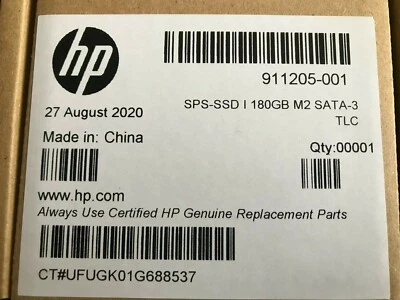 hp
911205-001
27 August 2020
SPS-SSD I 180GB M2 SATA-3
TLC
Made in: China
Qty:00001
www.hp.com
Always Use Certified HP Genuine Replacement Parts
CT#UFUGK01G688537